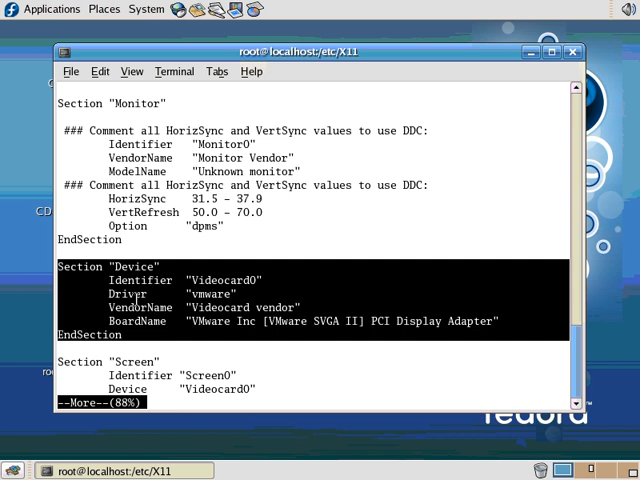 Applications Places System
root@localhost:/etc/X11
File Edit View Terminal Tabs Help
Section "Monitor"
### Comment all HorizSync and VertSync values to use DDC:
Identifier "Monitor0"
VendorName "Monitor Vendor"
ModelName "Unknown monitor"
### Comment all HorizSync and VertSync values to use DDC:
HorizSync 31.5 - 37.9
VertRefresh 50.0 - 70.0
Option "dpms"
EndSection
Section "Device"
Identifier "Videocard0"
Driver "vmware"
VendorName "Videocard vendor"
BoardName "VMware Inc [VMware SVGA II] PCI Display Adapter"
EndSection
Section "Screen"
Identifier "Screen0"
Device "Videocard0"
--More--(88%)
fedora™
root@localhost:/etc/X11